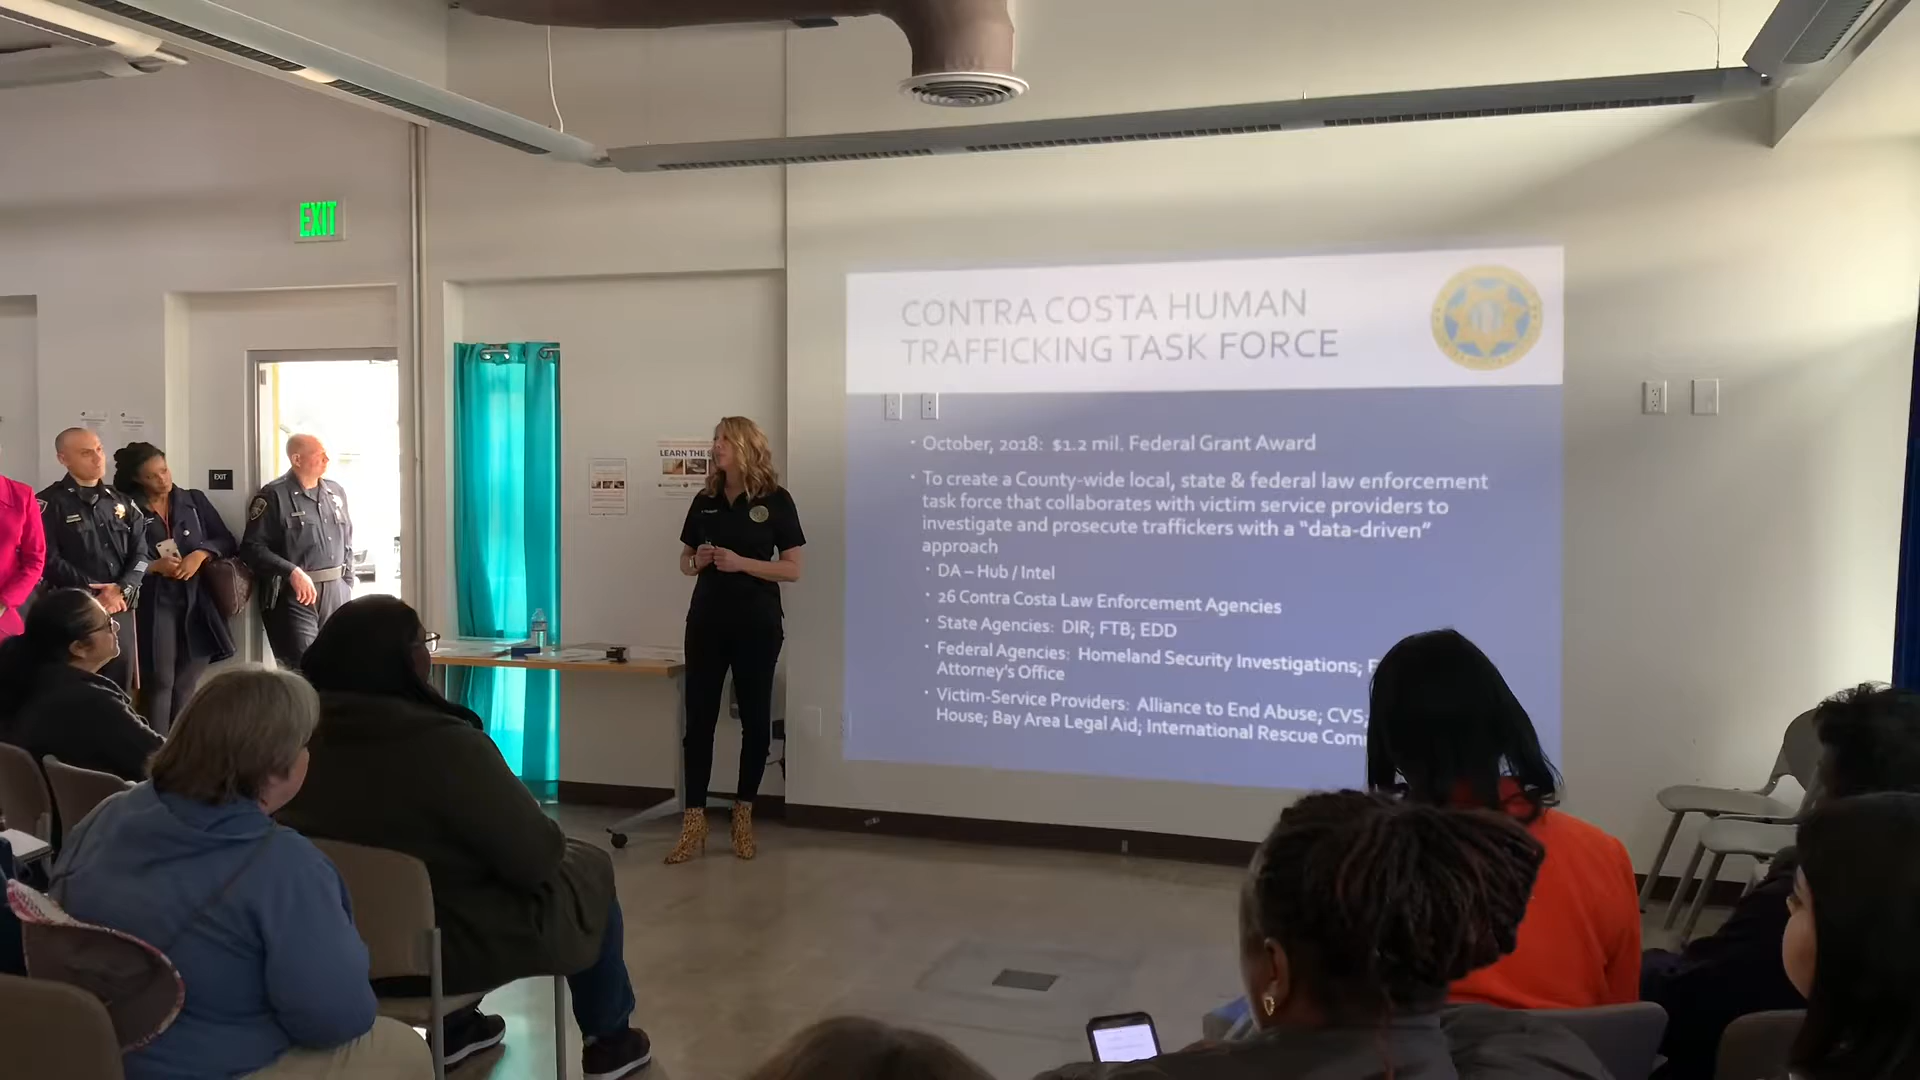 EXIT
EXIT
LEARN THE S
CONTRA COSTA HUMAN
TRAFFICKING TASK FORCE
• October, 2018: $1.2 mil. Federal Grant Award
• To create a County-wide local, state & federal law enforcement
task force that collaborates with victim service providers to
investigate and prosecute traffickers with a "data-driven"
approach
• DA – Hub / Intel
• 26 Contra Costa Law Enforcement Agencies
• State Agencies: DIR; FTB; EDD
• Federal Agencies: Homeland Security Investigations; F
Attorney's Office
• Victim-Service Providers: Alliance to End Abuse; CVS;
House; Bay Area Legal Aid; International Rescue Com